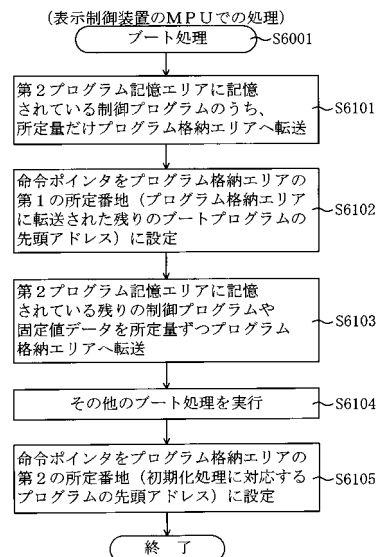 (表示制御装置のMPUでの処理)
ブート処理
S6001
第2プログラム記憶エリアに記憶
されている制御プログラムのうち、
所定量だけプログラム格納エリアへ転送
S6101
命令ポインタをプログラム格納エリアの
第1の所定番地(プログラム格納エリア
に転送された残りのブートプログラムの
先頭アドレス)に設定
S6102
第2プログラム記憶エリアに記憶
されている残りの制御プログラムや
固定値データを所定量ずつプログラム
格納エリアへ転送
S6103
その他のブート処理を実行
S6104
命令ポインタをプログラム格納エリアの
第2の所定番地(初期化処理に対応する
プログラムの先頭アドレス)に設定
S6105
終了